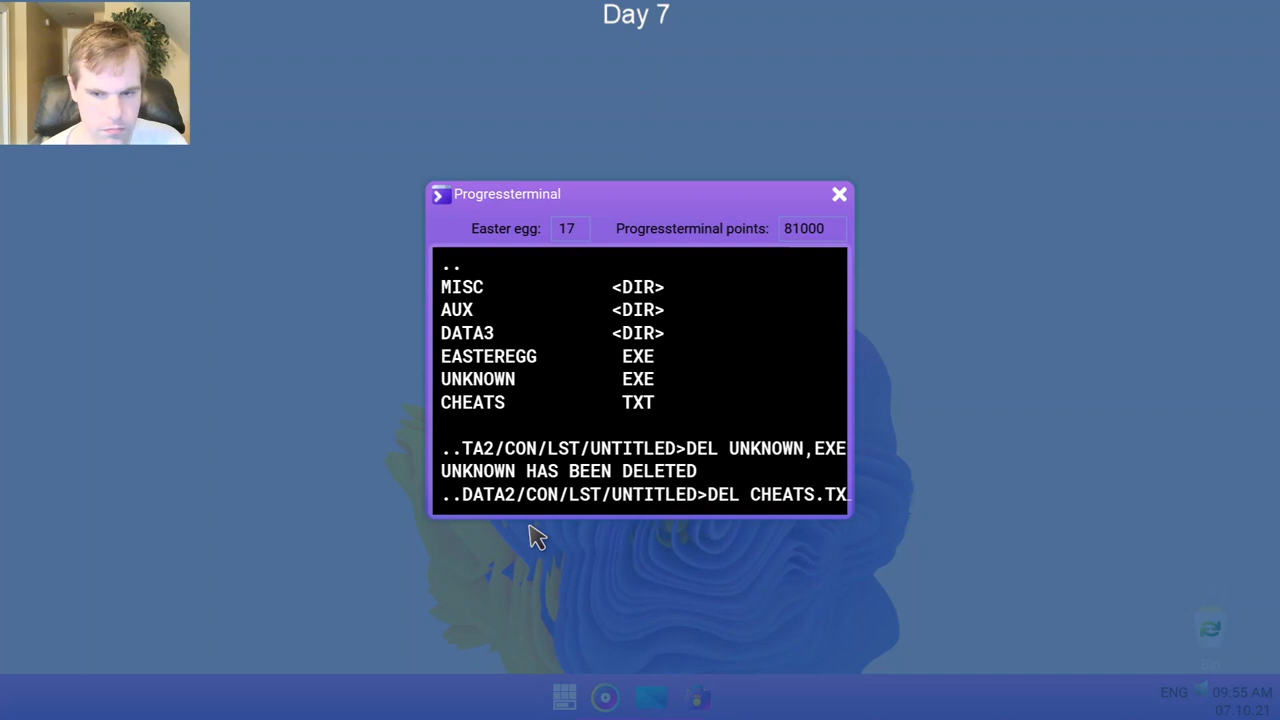 Day 7
Progressterminal
Easter egg: 17 Progressterminal points: 81000
..
MISC <DIR>
AUX <DIR>
DATA3 <DIR>
EASTEREGG EXE
UNKNOWN EXE
CHEATS TXT
..TA2/CON/LST/UNTITLED>DEL UNKNOWN,EXE
UNKNOWN HAS BEEN DELETED
..DATA2/CON/LST/UNTITLED>DEL CHEATS.TX_
Bin
ENG 09:55 AM
07.10.21